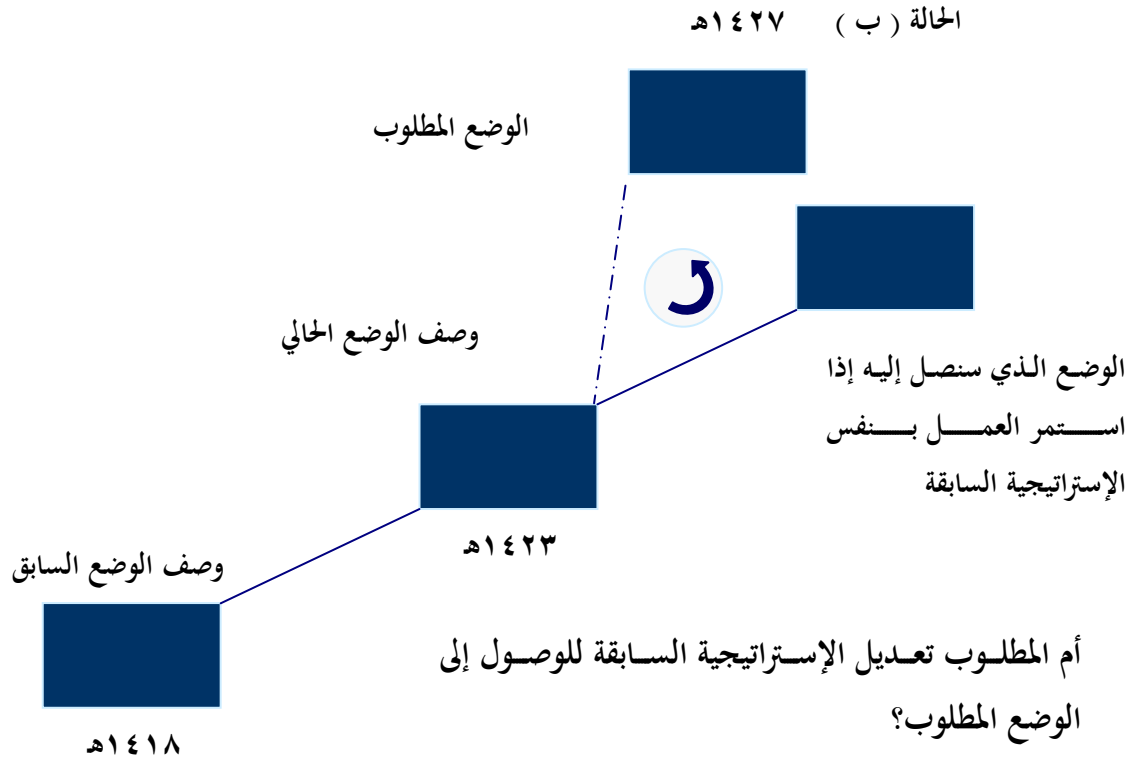 الحالة ( ب ) ١٤٢٧هـ
الوضع المطلوب
وصف الوضع الحالي
الوضع الذي سنصل إليه إذا
استمر العمل بنفس
الإستراتيجية السابقة
١٤٢٣هـ
وصف الوضع السابق
أم المطلوب تعديل الإستراتيجية السابقة للوصول إلى
الوضع المطلوب؟
١٤١٨هـ